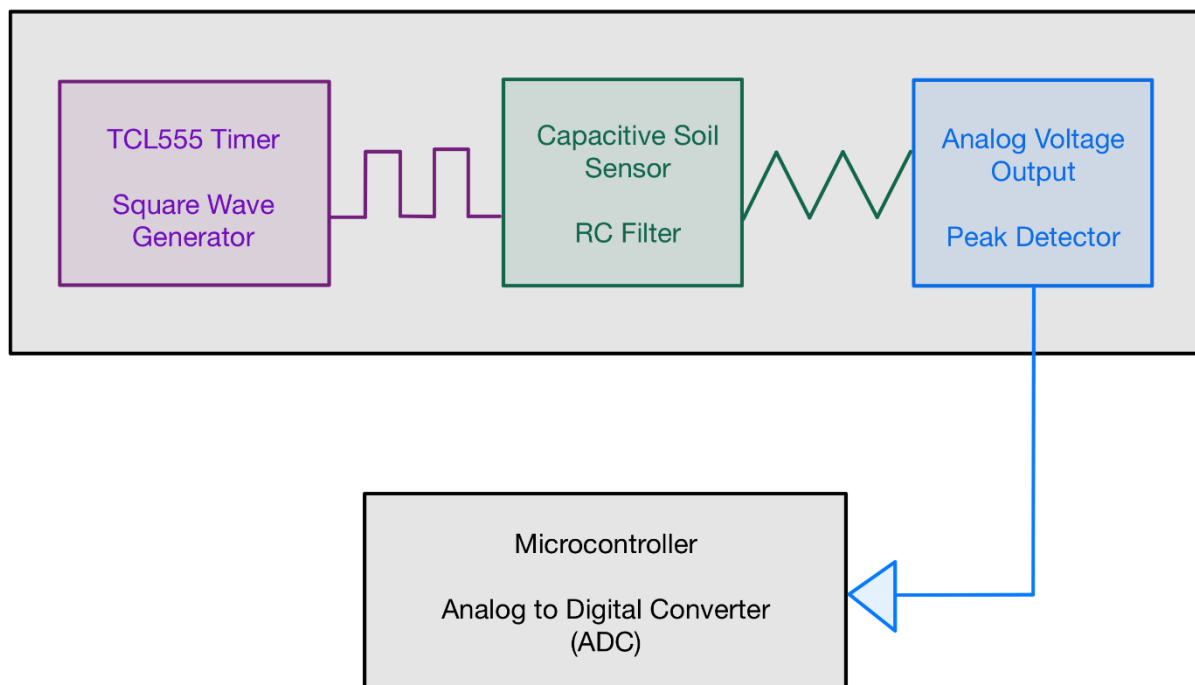 TCL555 Timer
Square Wave
Generator
Capacitive Soil
Sensor
RC Filter
Analog Voltage
Output
Peak Detector
Microcontroller
Analog to Digital Converter
(ADC)